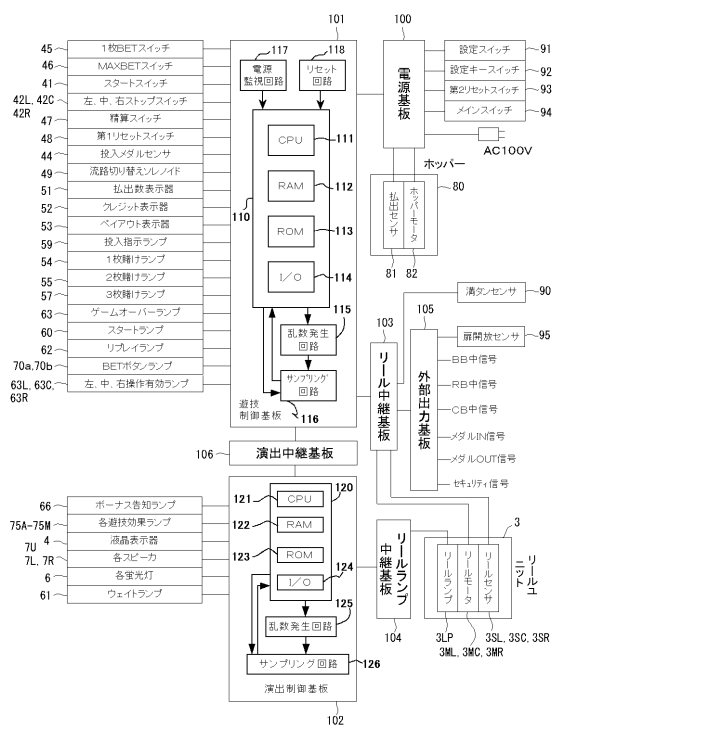 101
100
45 1枚BETスイッチ
46 MAXBETスイッチ
41 スタートスイッチ
42L, 42C 左、中、右ストップスイッチ
42R
47 精算スイッチ
48 第1リセットスイッチ
44 投入メダルセンサ
49 流路切り替えソレノイド
51 払出数表示器
52 クレジット表示器
53 ペイアウト表示器
59 投入指示ランプ
54 1枚賭けランプ
55 2枚賭けランプ
57 3枚賭けランプ
63 ゲームオーバーランプ
60 スタートランプ
62 リプレイランプ
70a,70b BETボタンランプ
63L, 63C, 左、中、右操作有効ランプ
63R
117
118
電源
監視回路
リセット
回路
110
CPU 111
RAM 112
ROM 113
I/O 114
乱数発生
回路
115
サンプリング
回路
116
遊技
制御基板
電源基板
設定スイッチ 91
設定キースイッチ 92
第2リセットスイッチ 93
メインスイッチ 94
AC100V
ホッパー
80
払出センサ
ホッパーモータ
81 82
103
リール中継基板
105
外部出力基板
満タンセンサ 90
扉開放センサ 95
BB中信号
RB中信号
CB中信号
メダルIN信号
メダルOUT信号
セキュリティ信号
106 演出中継基板
66 ボーナス告知ランプ
75A-75M 各遊技効果ランプ
4 液晶表示器
7U
7L, 7R 各スピーカ
6 各蛍光灯
61 ウェイトランプ
120
121 CPU
122 RAM
123 ROM
I/O 124
125
乱数発生回路
サンプリング回路 126
演出制御基板
102
リールランプ
中継基板
104
3
リールランプ
リールモータ
リールセンサ
リールユ
ニット
3LP
3SL, 3SC, 3SR
3ML, 3MC, 3MR